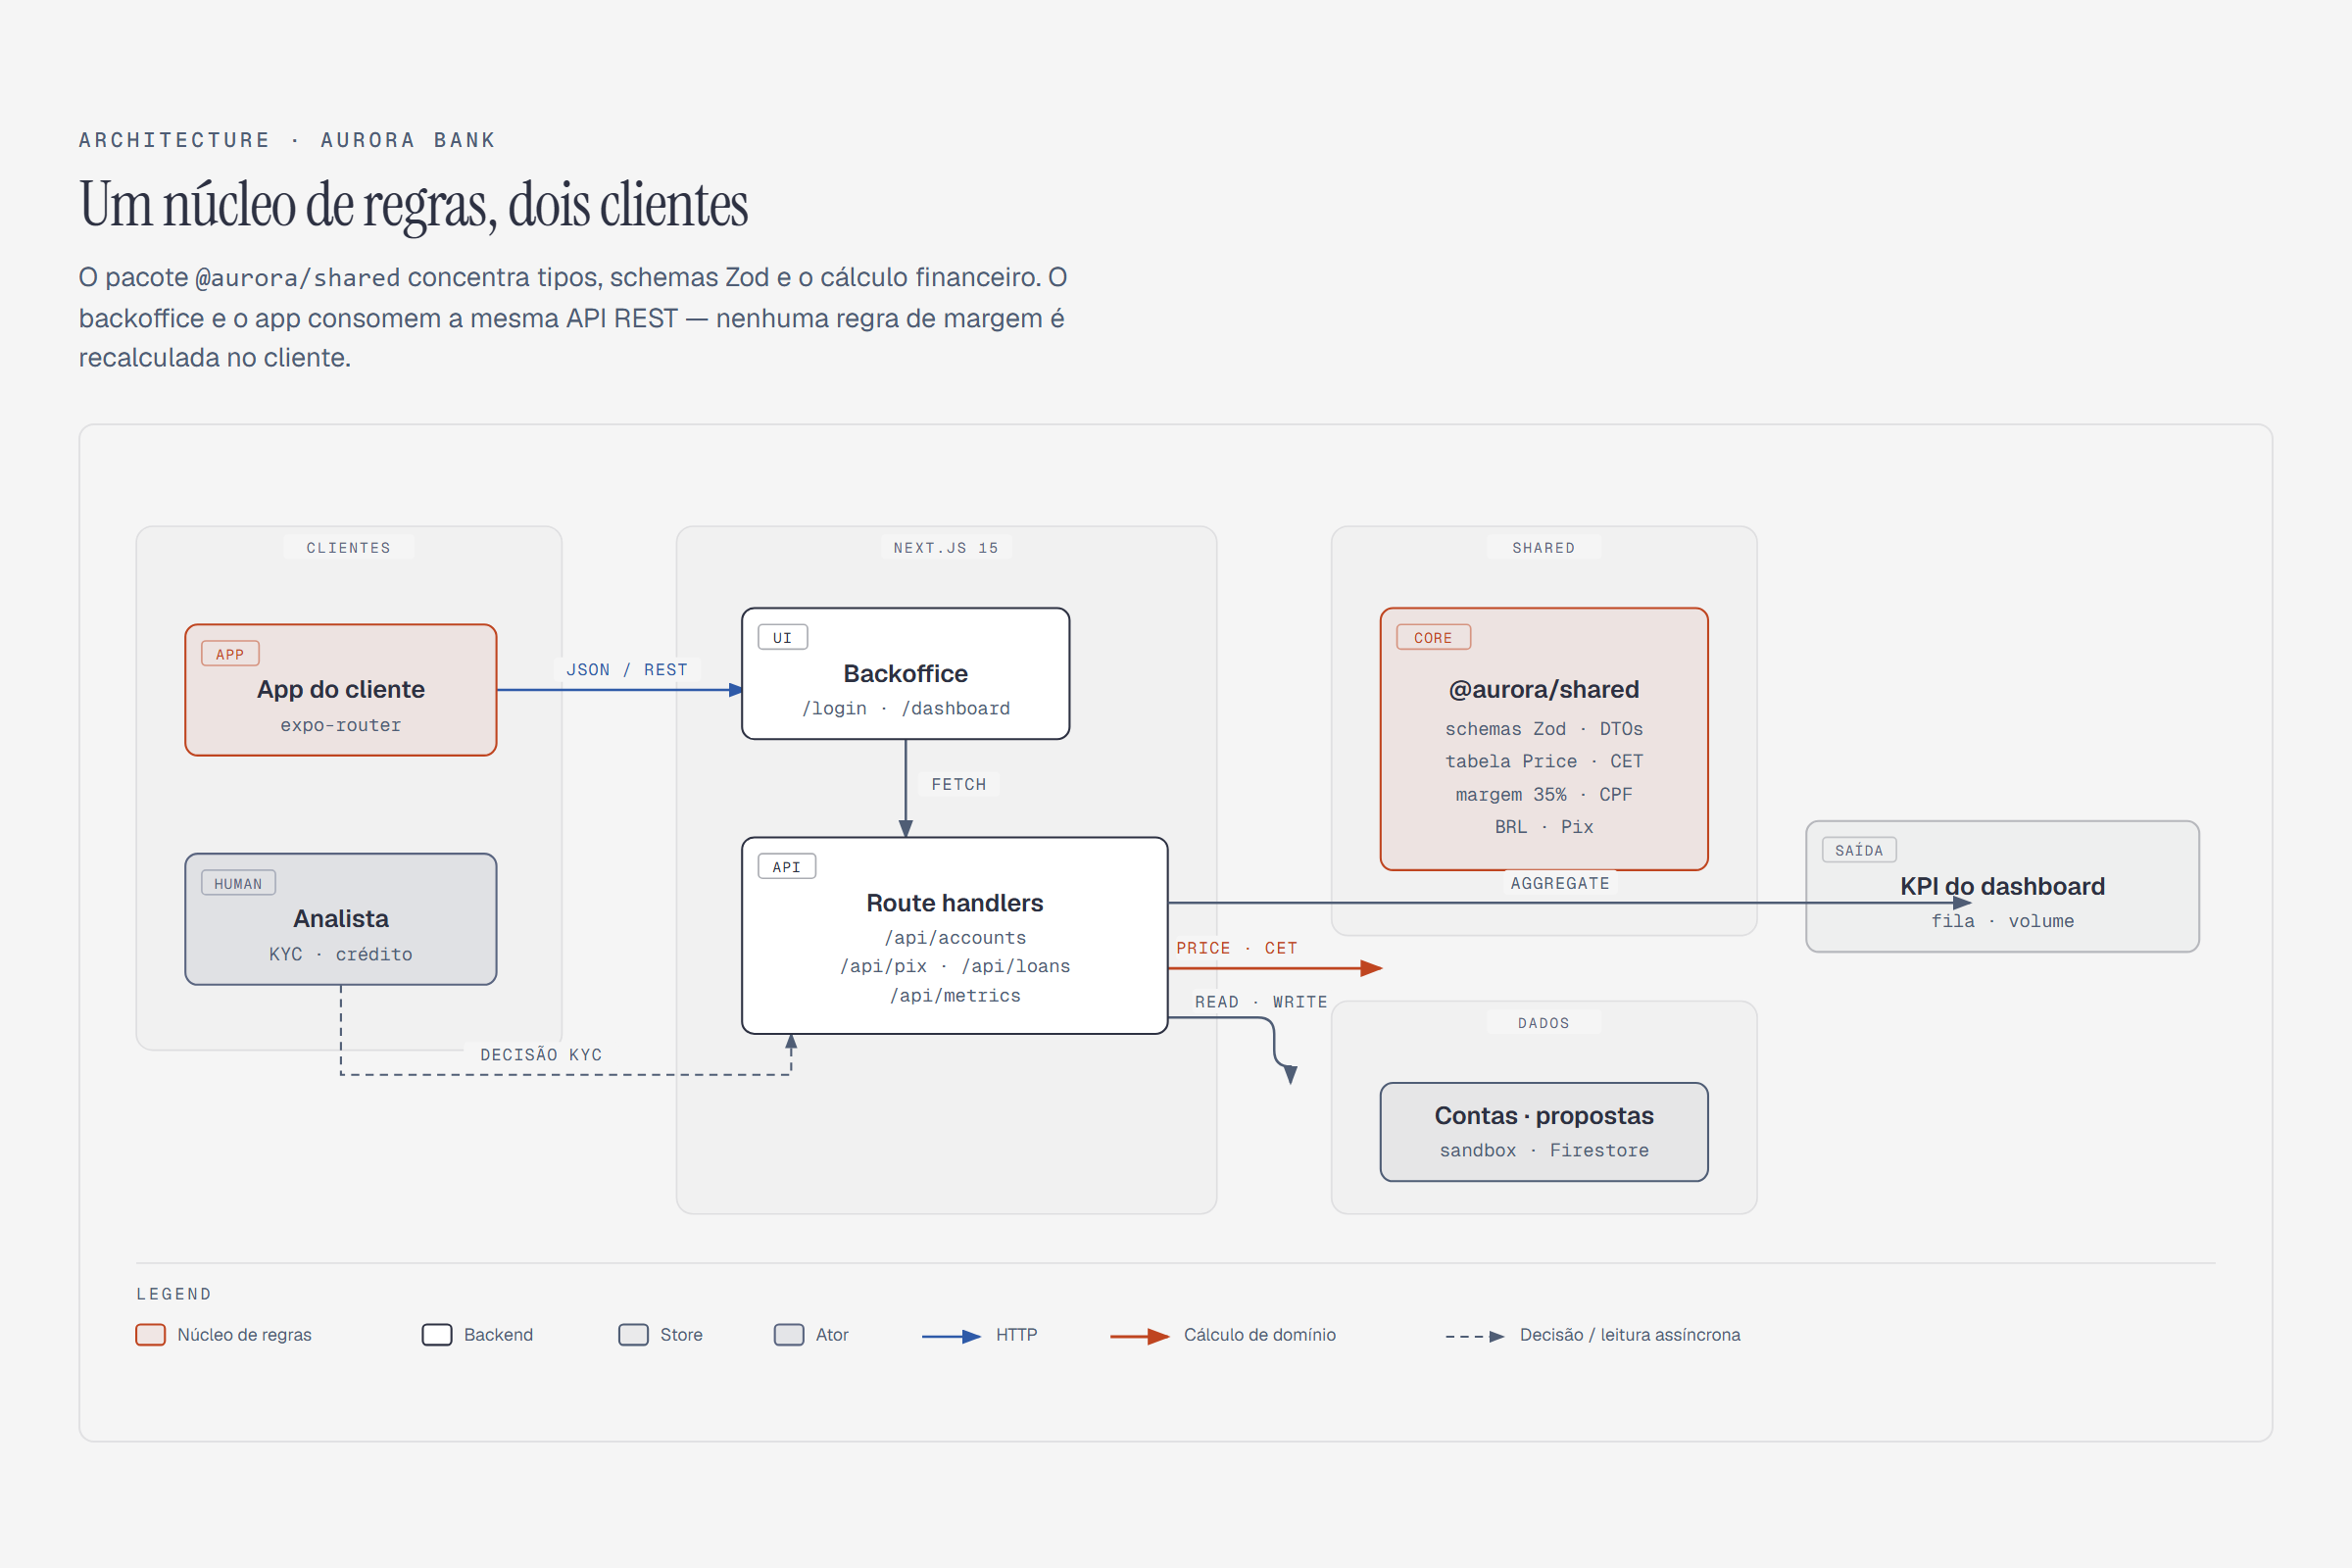 ARCHITECTURE · AURORA BANK
Um núcleo de regras, dois clientes
O pacote @aurora/shared concentra tipos, schemas Zod e o cálculo financeiro. O
backoffice e o app consomem a mesma API REST — nenhuma regra de margem é
recalculada no cliente.
CLIENTES
APP
App do cliente
expo-router
HUMAN
Analista
KYC · crédito
JSON / REST
DECISÃO KYC
NEXT.JS 15
UI
Backoffice
/login · /dashboard
FETCH
API
Route handlers
/api/accounts
/api/pix · /api/loans
/api/metrics
SHARED
CORE
@aurora/shared
schemas Zod · DTOs
tabela Price · CET
margem 35% · CPF
BRL · Pix
AGGREGATE
PRICE · CET
READ · WRITE
DADOS
Contas · propostas
sandbox · Firestore
SAÍDA
KPI do dashboard
fila · volume
LEGEND
Núcleo de regras
Backend
Store
Ator
HTTP
Cálculo de domínio
Decisão / leitura assíncrona